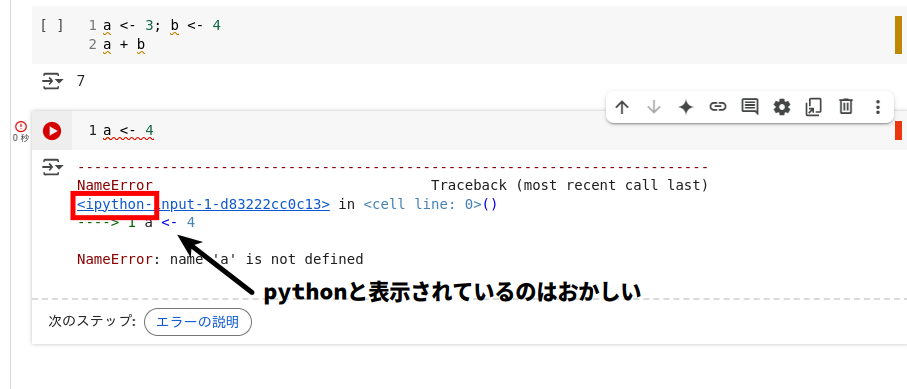 [ ] 1 a <- 3; b <- 4
2 a + b
7
0 秒
1 a <- 4
---------------------------------------------------------------------------
NameError Traceback (most recent call last)
<ipython-input-1-d83222cc0c13> in <cell line: 0>()
----> 1 a <- 4
NameError: name 'a' is not defined
pythonと表示されているのはおかしい
次のステップ: エラーの説明